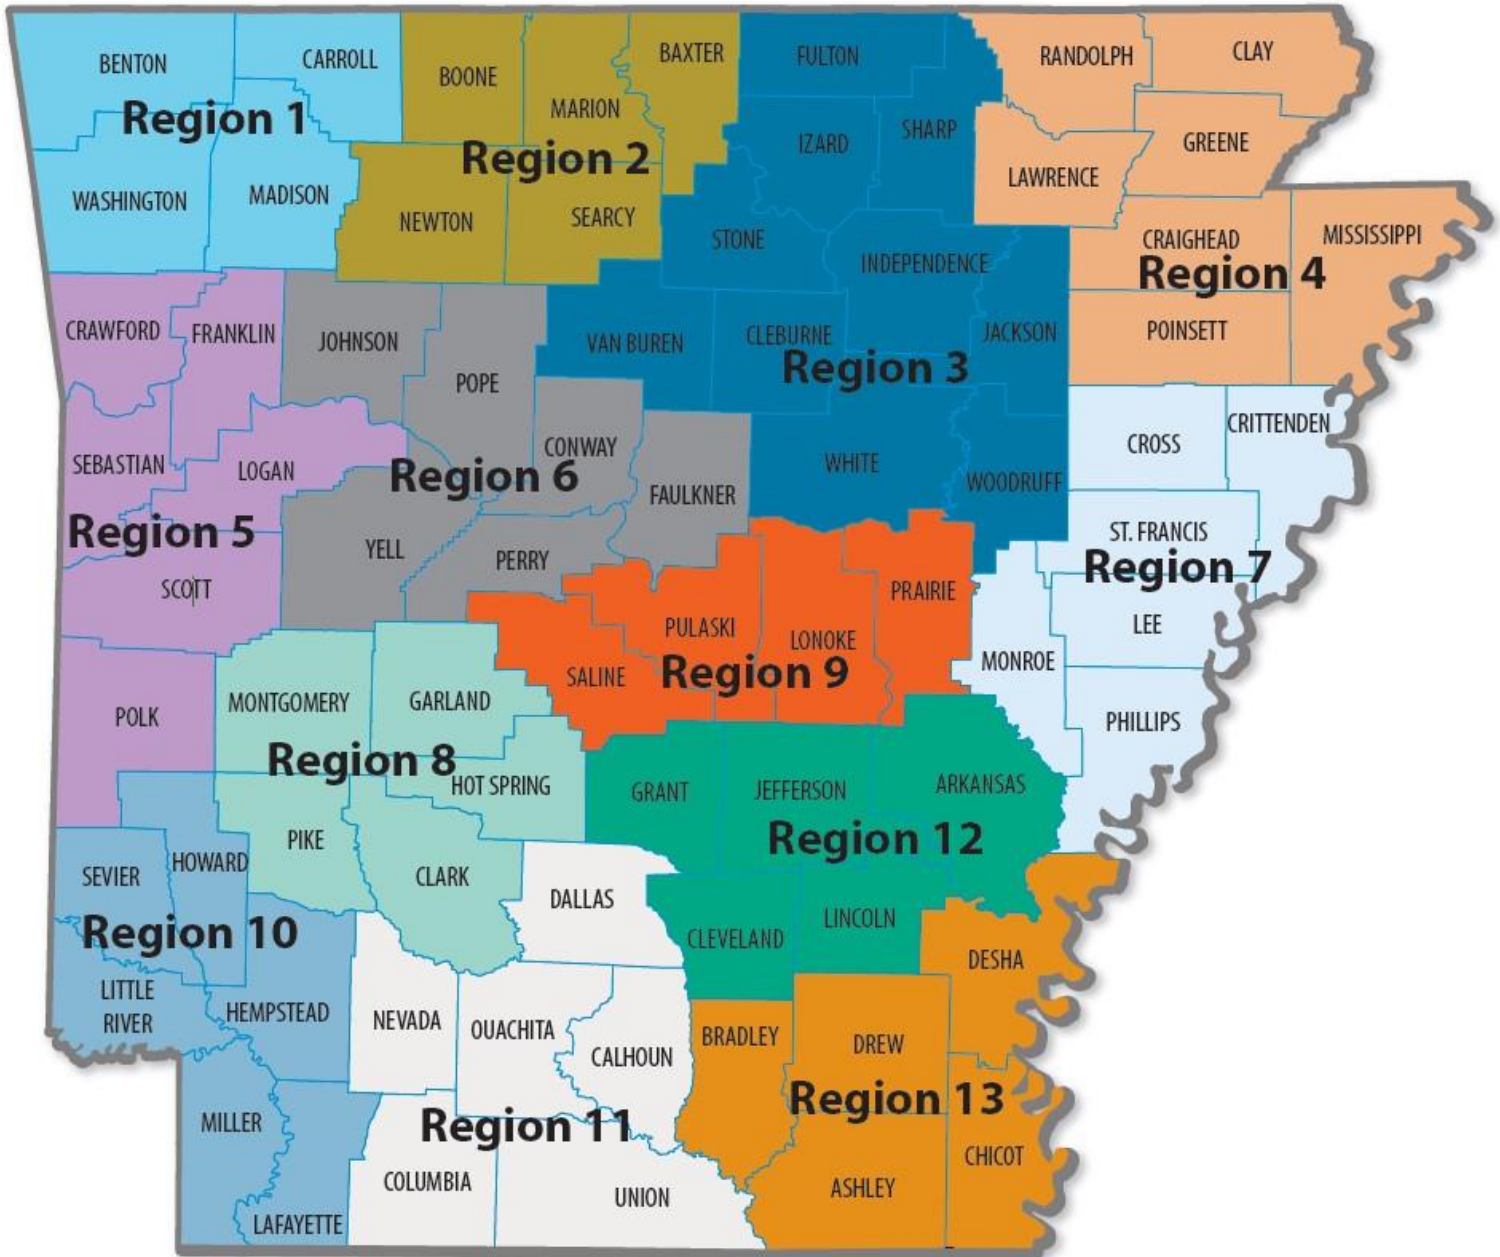 BENTON
CARROLL
Region 1
WASHINGTON
MADISON
BOONE
MARION
BAXTER
Region 2
NEWTON
SEARCY
FULTON
IZARD
SHARP
STONE
INDEPENDENCE
VAN BUREN
CLEBURNE
JACKSON
Region 3
WHITE
WOODRUFF
RANDOLPH
CLAY
GREENE
LAWRENCE
CRAIGHEAD
MISSISSIPPI
Region 4
POINSETT
CRAWFORD
FRANKLIN
SEBASTIAN
LOGAN
Region 5
SCOTT
POLK
JOHNSON
POPE
CONWAY
Region 6
FAULKNER
YELL
PERRY
CROSS
CRITTENDEN
ST. FRANCIS
Region 7
LEE
MONROE
PHILLIPS
MONTGOMERY
GARLAND
Region 8
HOT SPRING
PIKE
CLARK
PRAIRIE
PULASKI
LONOKE
SALINE
Region 9
SEVIER
HOWARD
Region 10
LITTLE
RIVER
HEMPSTEAD
MILLER
LAFAYETTE
DALLAS
NEVADA
OUACHITA
CALHOUN
Region 11
COLUMBIA
UNION
GRANT
JEFFERSON
ARKANSAS
Region 12
CLEVELAND
LINCOLN
DESHA
BRADLEY
DREW
Region 13
CHICOT
ASHLEY